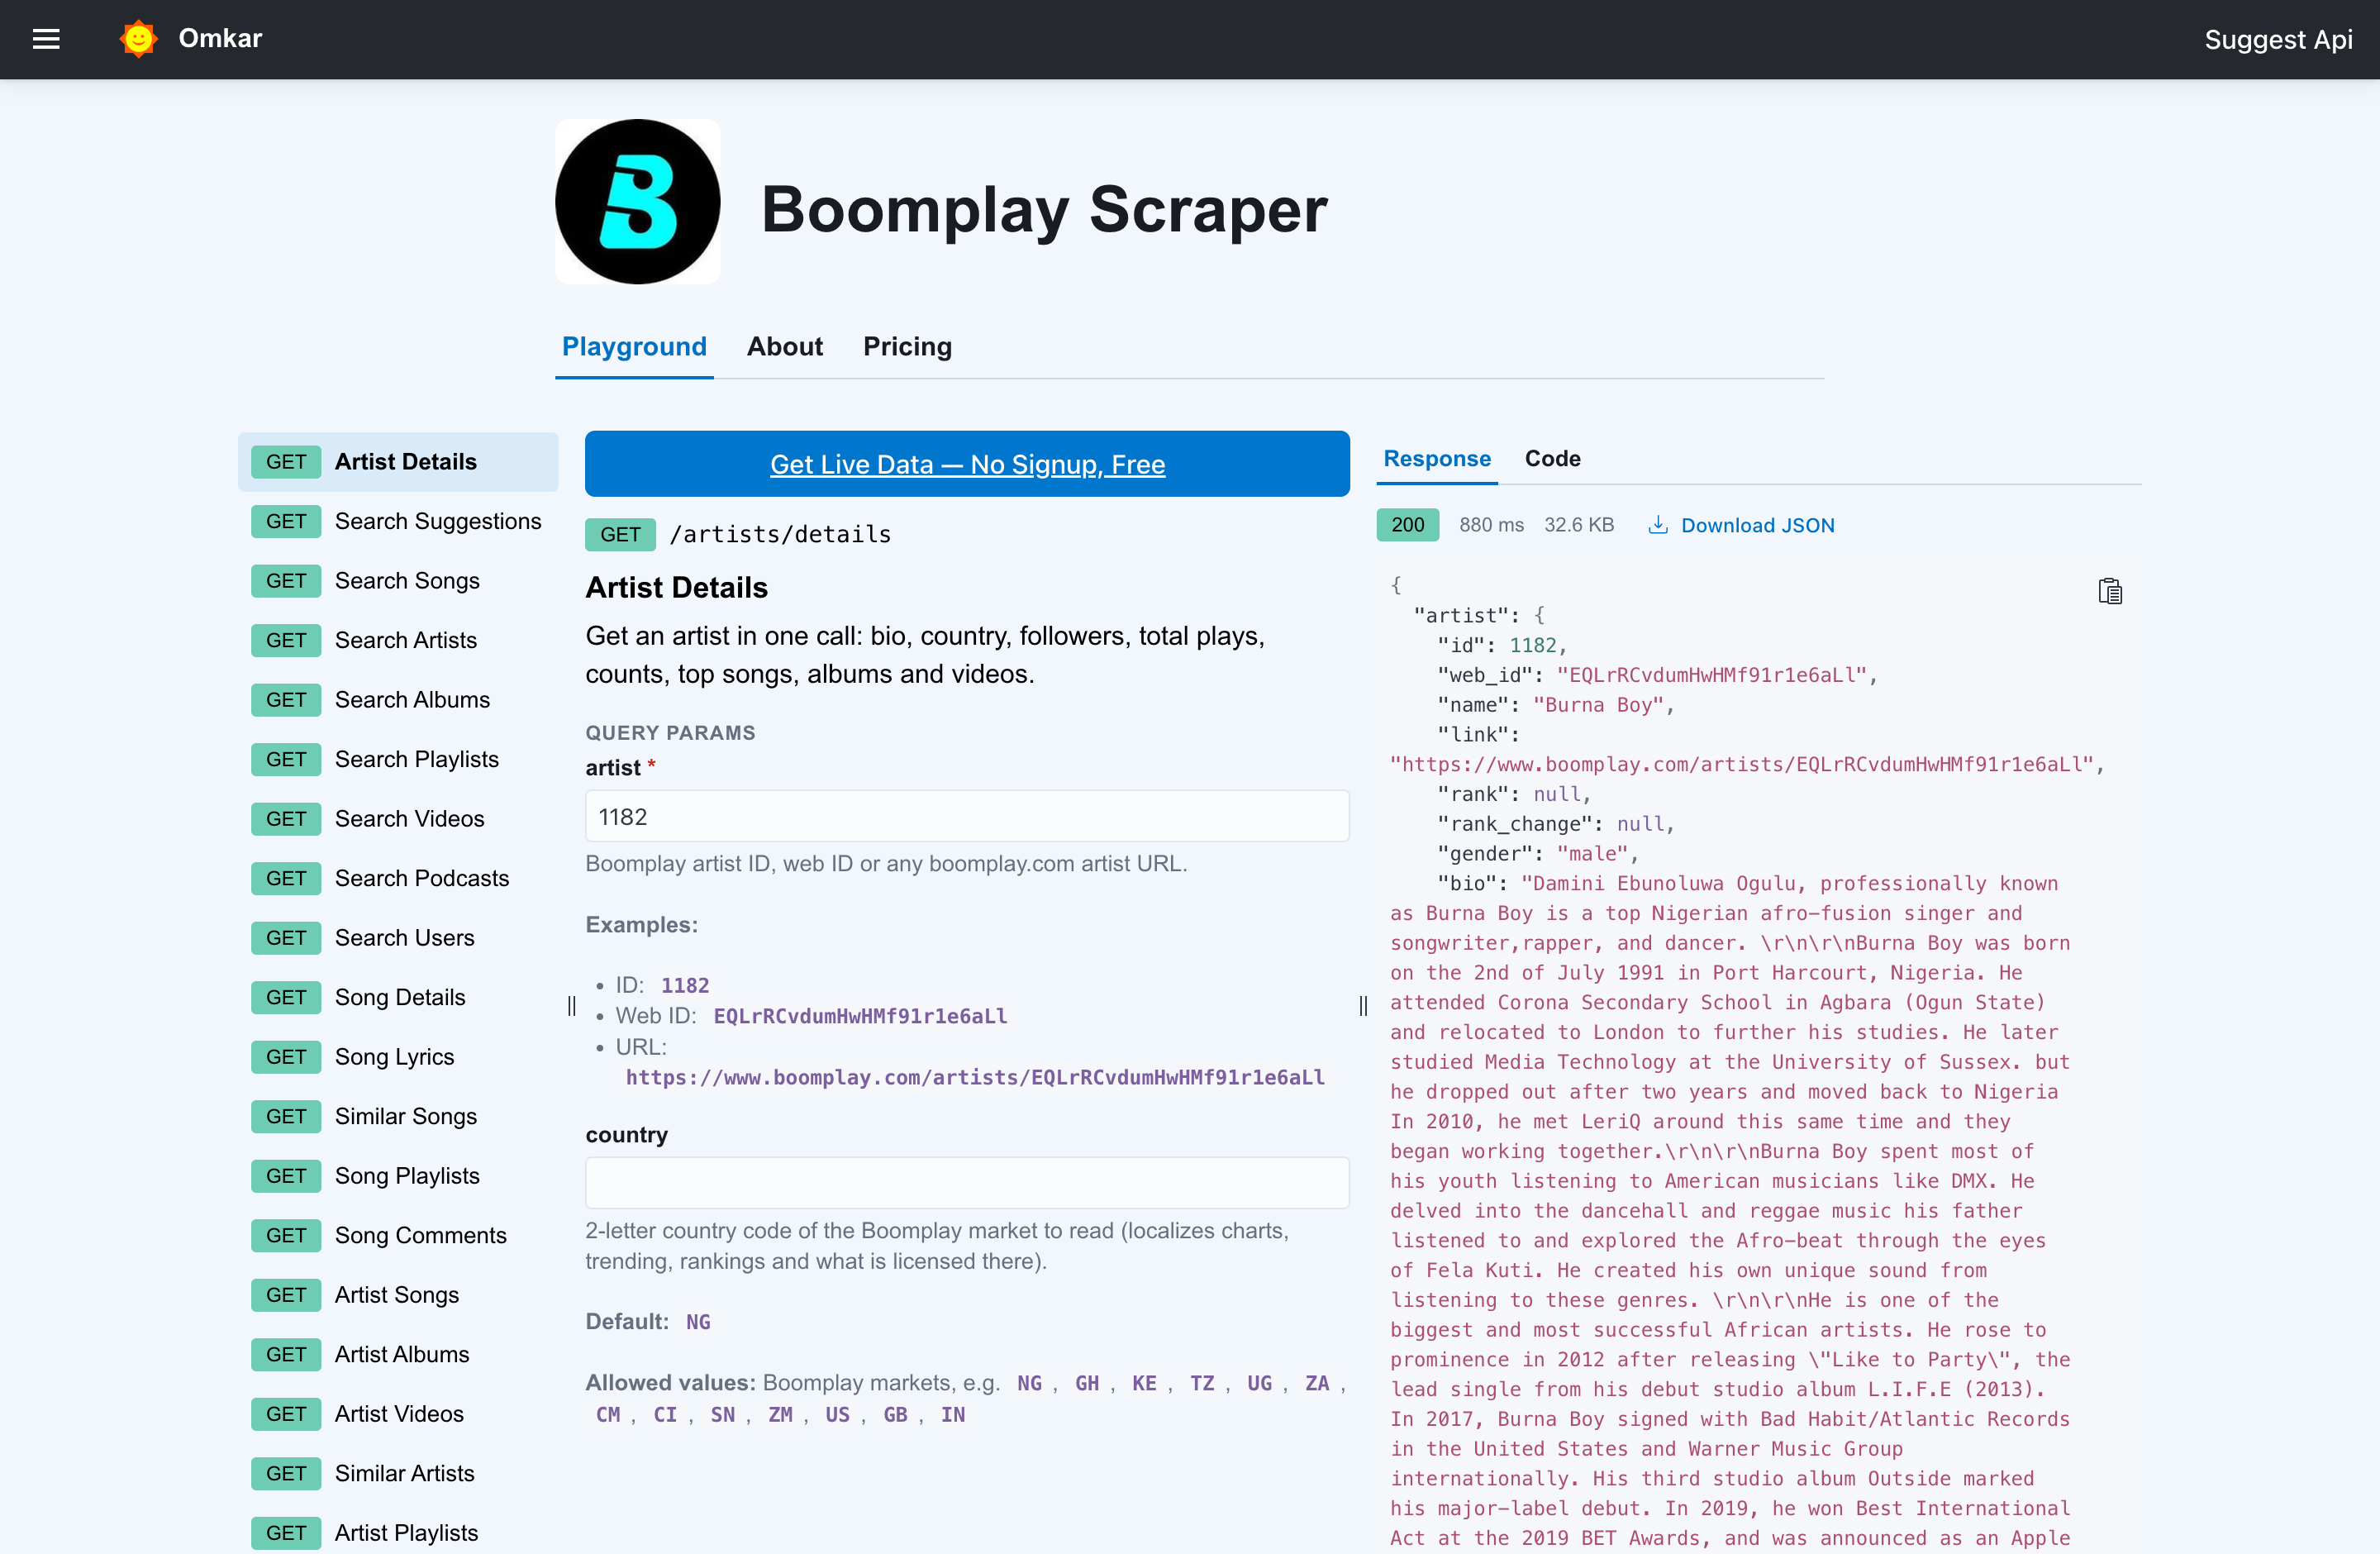 Omkar
Suggest Api
Boomplay Scraper
Playground
About
Pricing
GET Artist Details
GET Search Suggestions
GET Search Songs
GET Search Artists
GET Search Albums
GET Search Playlists
GET Search Videos
GET Search Podcasts
GET Search Users
GET Song Details
GET Song Lyrics
GET Similar Songs
GET Song Playlists
GET Song Comments
GET Artist Songs
GET Artist Albums
GET Artist Videos
GET Similar Artists
GET Artist Playlists
Get Live Data — No Signup, Free
GET /artists/details
Artist Details
Get an artist in one call: bio, country, followers, total plays,
counts, top songs, albums and videos.
QUERY PARAMS
artist *
1182
Boomplay artist ID, web ID or any boomplay.com artist URL.
Examples:
• ID: 1182
• Web ID: EQLrRCvdumHwHMf91r1e6aLl
• URL:
https://www.boomplay.com/artists/EQLrRCvdumHwHMf91r1e6aLl
country
2-letter country code of the Boomplay market to read (localizes charts,
trending, rankings and what is licensed there).
Default: NG
Allowed values: Boomplay markets, e.g. NG , GH , KE , TZ , UG , ZA ,
CM , CI , SN , ZM , US , GB , IN
Response
Code
200 880 ms 32.6 KB Download JSON
{
"artist": {
"id": 1182,
"web_id": "EQLrRCvdumHwHMf91r1e6aLl",
"name": "Burna Boy",
"link":
"https://www.boomplay.com/artists/EQLrRCvdumHwHMf91r1e6aLl",
"rank": null,
"rank_change": null,
"gender": "male",
"bio": "Damini Ebunoluwa Ogulu, professionally known
as Burna Boy is a top Nigerian afro-fusion singer and
songwriter,rapper, and dancer. \r\n\r\nBurna Boy was born
on the 2nd of July 1991 in Port Harcourt, Nigeria. He
attended Corona Secondary School in Agbara (Ogun State)
and relocated to London to further his studies. He later
studied Media Technology at the University of Sussex. but
he dropped out after two years and moved back to Nigeria
In 2010, he met LeriQ around this same time and they
began working together.\r\n\r\nBurna Boy spent most of
his youth listening to American musicians like DMX. He
delved into the dancehall and reggae music his father
listened to and explored the Afro-beat through the eyes
of Fela Kuti. He created his own unique sound from
listening to these genres. \r\n\r\nHe is one of the
biggest and most successful African artists. He rose to
prominence in 2012 after releasing \"Like to Party\", the
lead single from his debut studio album L.I.F.E (2013).
In 2017, Burna Boy signed with Bad Habit/Atlantic Records
in the United States and Warner Music Group
internationally. His third studio album Outside marked
his major-label debut. In 2019, he won Best International
Act at the 2019 BET Awards, and was announced as an Apple